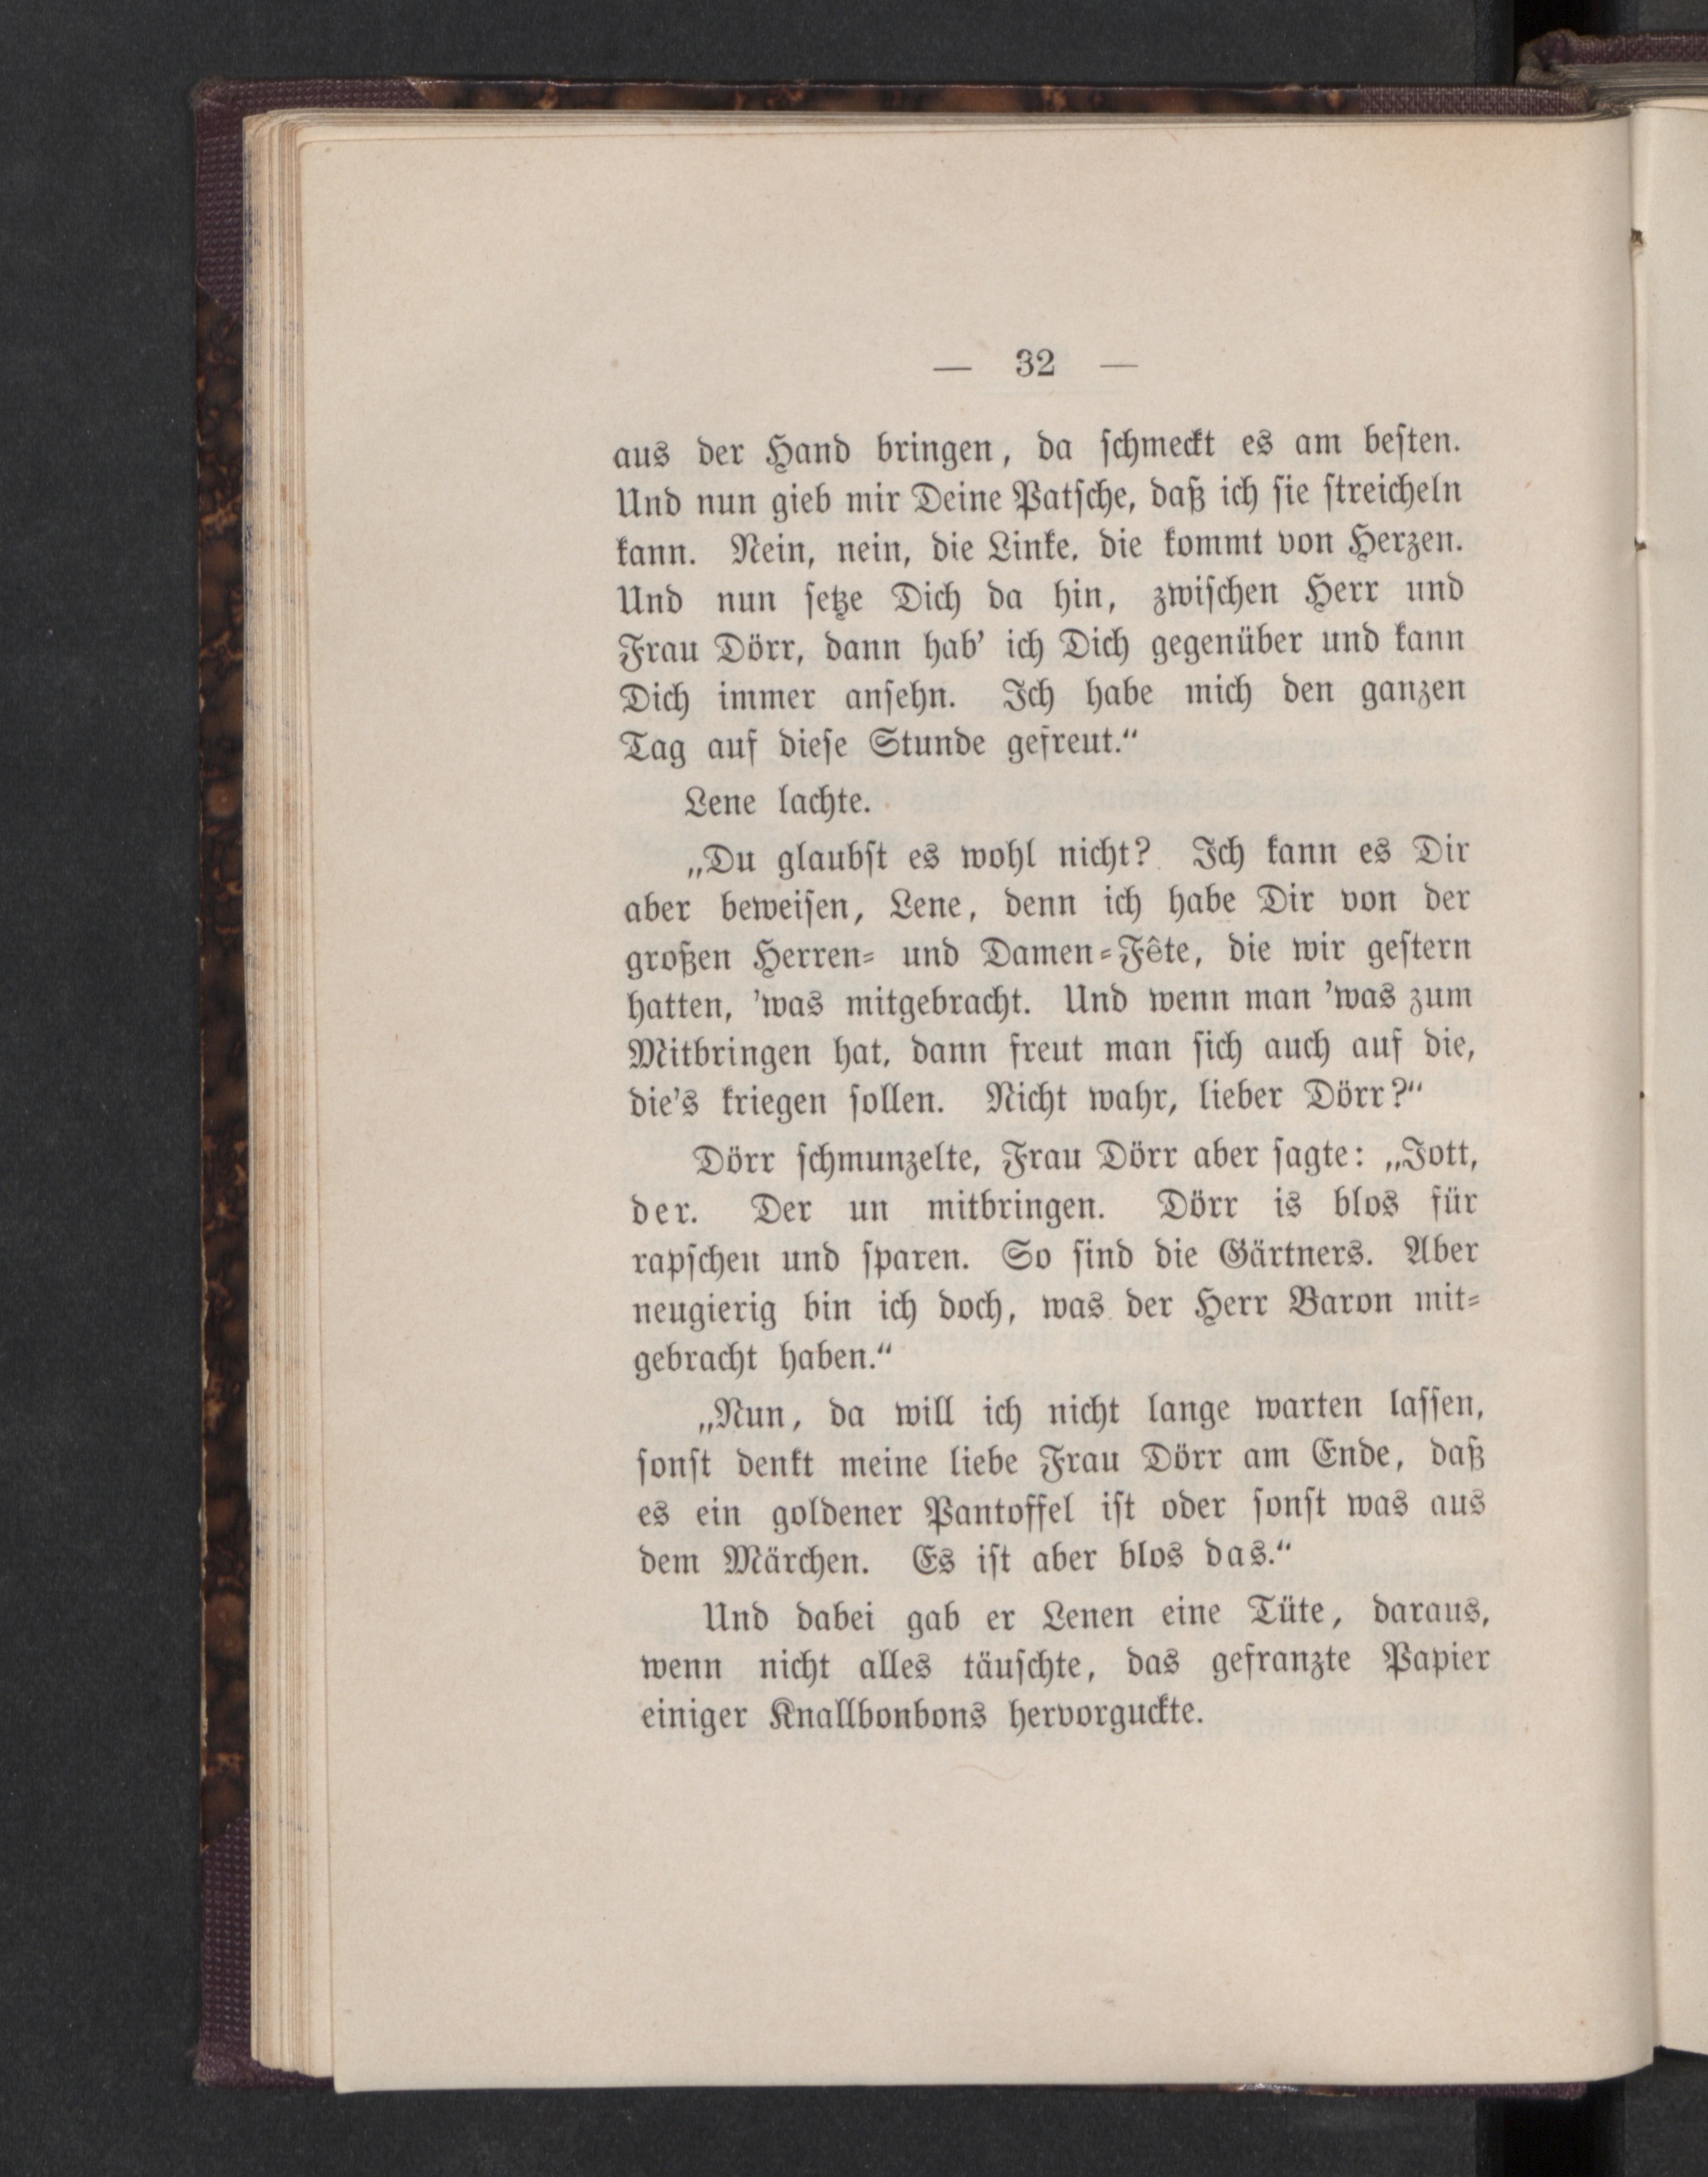 — 32 —
aus der Hand bringen, da schmeckt es am besten.
Und nun gieb mir Deine Patsche, daß ich sie streicheln
kann. Nein, nein, die Linke, die kommt von Herzen.
Und nun setze Dich da hin, zwischen Herr und
Frau Dörr, dann hab’ ich Dich gegenüber und kann
Dich immer ansehn. Ich habe mich den ganzen
Tag auf diese Stunde gefreut.“
Lene lachte.
„Du glaubst es wohl nicht? Ich kann es Dir
aber beweisen, Lene, denn ich habe Dir von der
großen Herren- und Damen-Fête, die wir gestern
hatten, ’was mitgebracht. Und wenn man ’was zum
Mitbringen hat, dann freut man sich auch auf die,
die’s kriegen sollen. Nicht wahr, lieber Dörr?“
Dörr schmunzelte, Frau Dörr aber sagte: „Jott,
der. Der un mitbringen. Dörr is blos für
rapschen und sparen. So sind die Gärtners. Aber
neugierig bin ich doch, was der Herr Baron mit-
gebracht haben.“
„Nun, da will ich nicht lange warten lassen,
sonst denkt meine liebe Frau Dörr am Ende, daß
es ein goldener Pantoffel ist oder sonst was aus
dem Märchen. Es ist aber blos das.“
Und dabei gab er Lenen eine Tüte, daraus,
wenn nicht alles täuschte, das gefranzte Papier
einiger Knallbonbons hervorguckte.